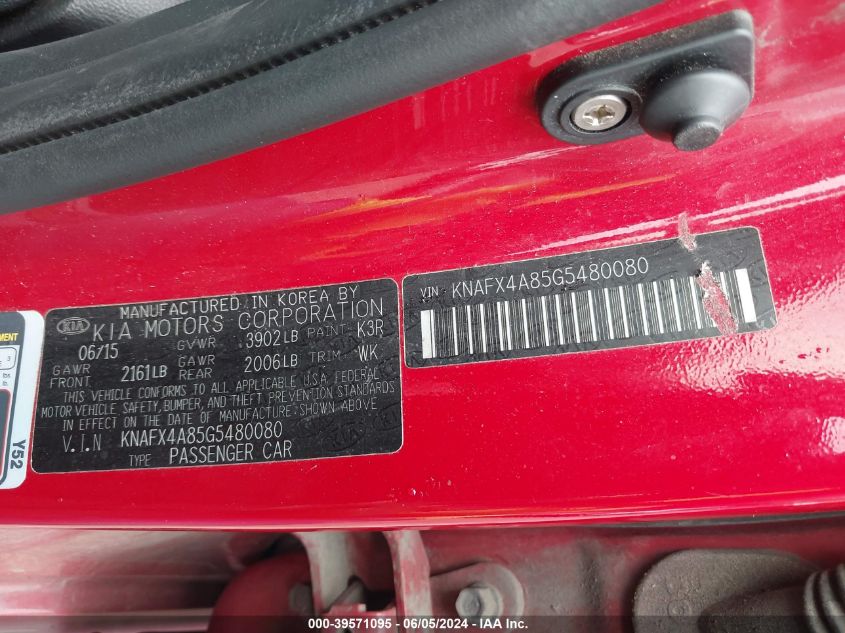 MANUFACTURED IN KOREA BY
KIA KIA MOTORS CORPORATION
06/15 GVWR 3902LB PAINT K3R
GAWR FRONT 2161LB GAWR REAR 2006LB TRIM WK
THIS VEHICLE CONFORMS TO ALL APPLICABLE U.S.A. FEDERAL
MOTOR VEHICLE SAFETY, BUMPER, AND THEFT PREVENTION STANDARDS
IN EFFECT ON THE DATE OF MANUFACTURE SHOWN ABOVE
V.I.N KNAFX4A85G5480080
TYPE PASSENGER CAR
VIN: KNAFX4A85G5480080
Y52
000-39571095 - 06/05/2024 - IAA Inc.